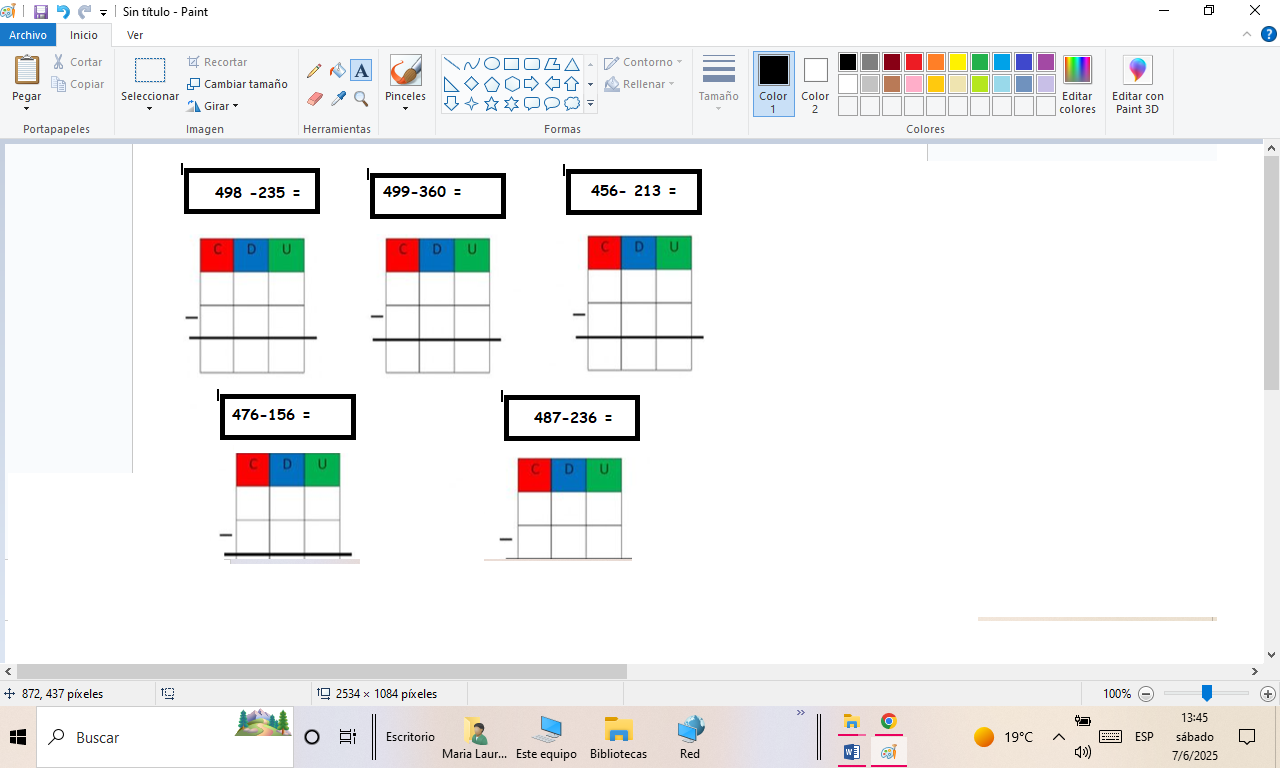 Sin título - Paint
Archivo Inicio Ver
Pegar
Cortar
Copiar
Portapapeles
Seleccionar
Recortar
Cambiar tamaño
Girar
Imagen
A
Herramientas
Pinceles
Contorno
Rellenar
Formas
Tamaño
Color 1
Color 2
Editar colores
Colores
Editar con Paint 3D
498 -235 =
499-360 =
456- 213 =
C D U
C D U
C D U
476-156 =
487-236 =
C D U
C D U
872, 437 píxeles
2534 × 1084 píxeles
100%
Buscar
Escritorio
Maria Laur...
Este equipo
Bibliotecas
Red
19°C
ESP
13:45
sábado
7/6/2025